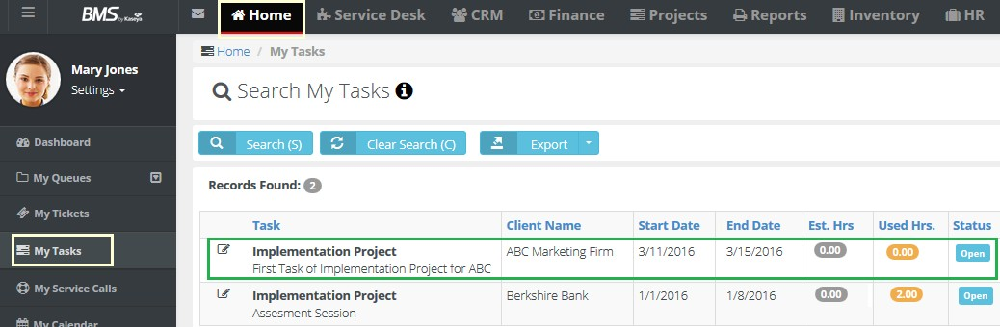 BMS by Kaseya
Home Service Desk CRM Finance Projects Reports Inventory HR
Mary Jones
Settings
Dashboard
My Queues
My Tickets
My Tasks
My Service Calls
My Calendar
Home / My Tasks
Search My Tasks
Search (S) Clear Search (C) Export
Records Found: 2
Task Client Name Start Date End Date Est. Hrs Used Hrs. Status
Implementation Project ABC Marketing Firm 3/11/2016 3/15/2016 0.00 0.00 Open
First Task of Implementation Project for ABC
Implementation Project Berkshire Bank 1/1/2016 1/8/2016 0.00 2.00 Open
Assesment Session